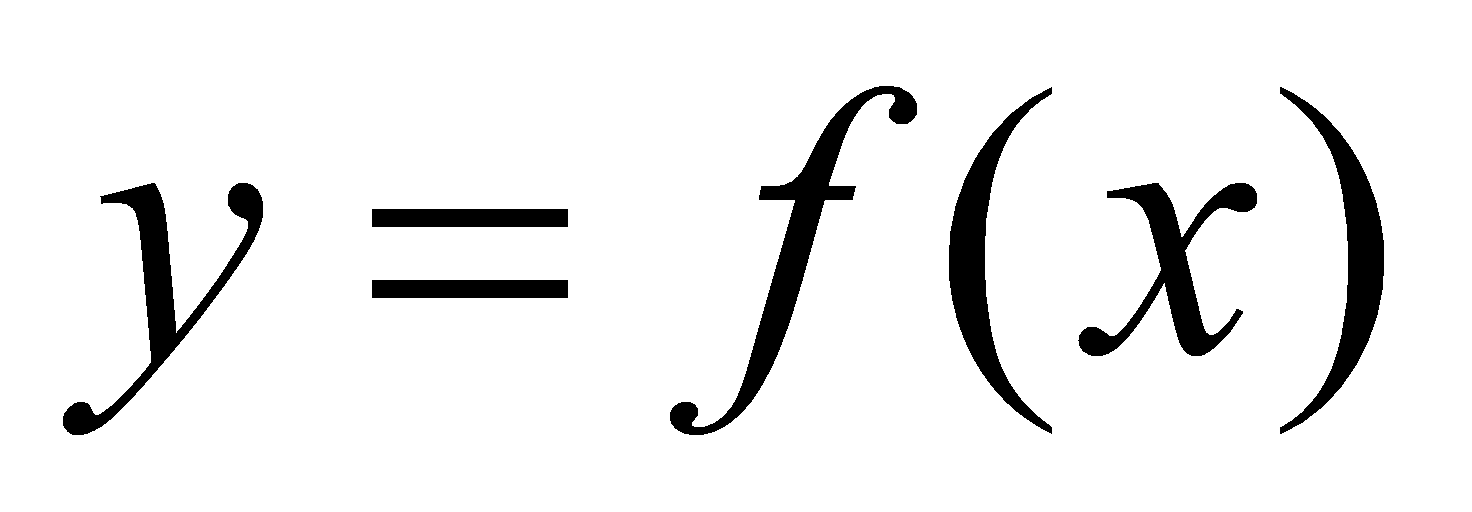 y = f(x)